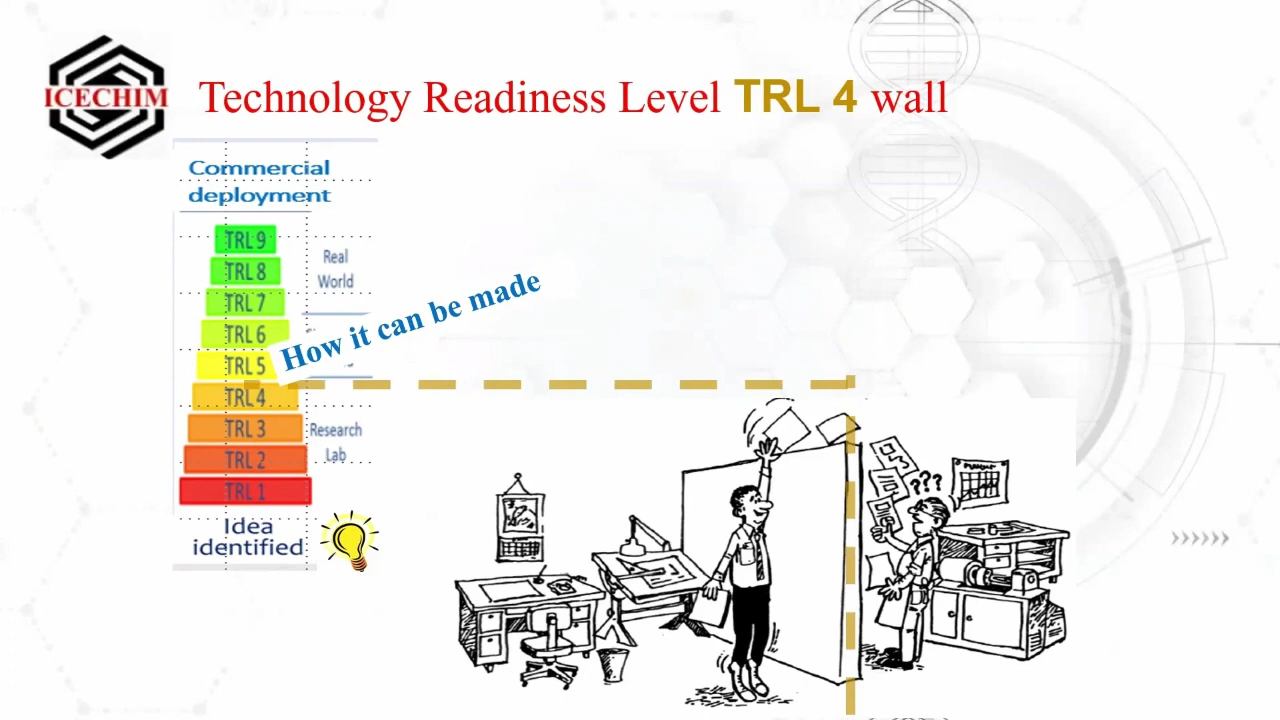 ICECHIM
Technology Readiness Level TRL 4 wall
Commercial
deployment
TRL 9
TRL 8
TRL 7
TRL 6
TRL 5
TRL 4
TRL 3
TRL 2
TRL 1
Real
World
How it can be made
Research
Lab
Idea
identified
???